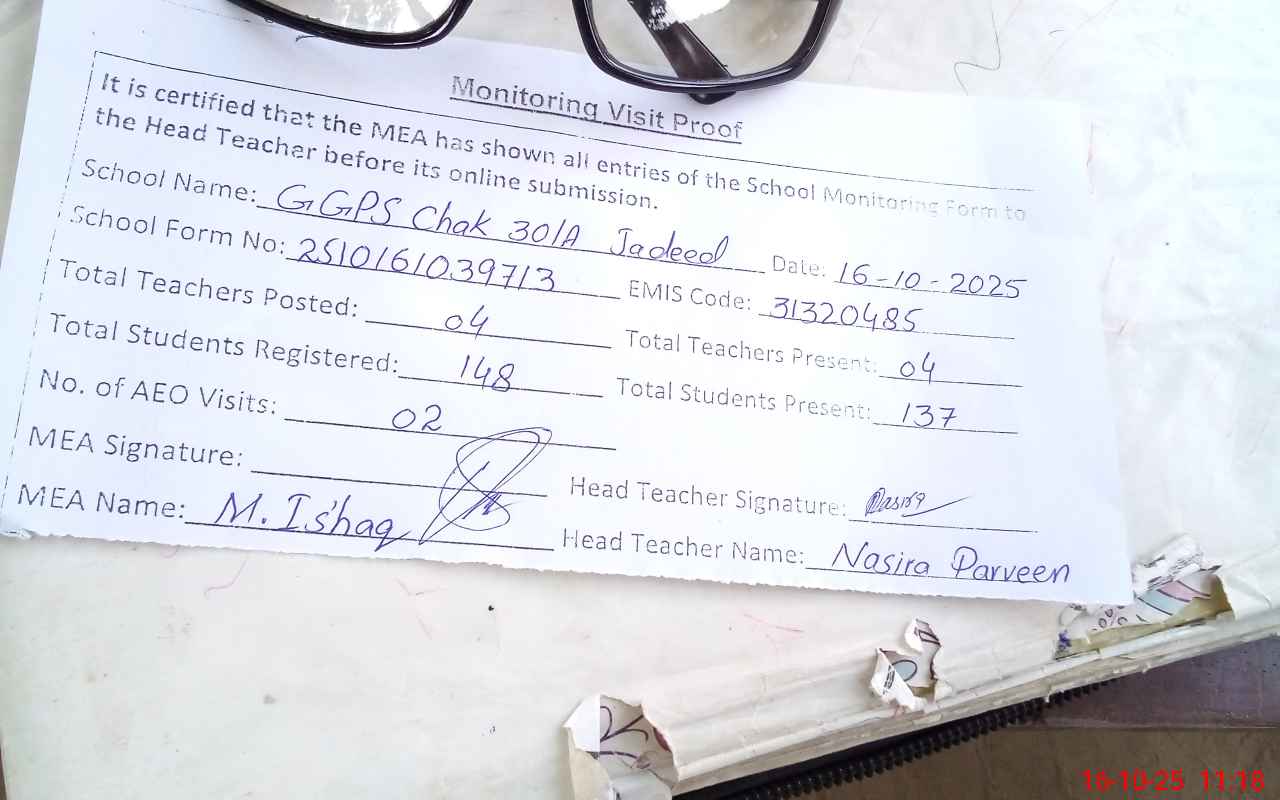 Monitoring Visit Proof
It is certified that the MEA has shown all entries of the School Monitoring Form to
the Head Teacher before its online submission.
School Name: GGPS Chak 30/A Jadeed Date: 16-10-2025
School Form No: 2510161039713 EMIS Code: 31320485
Total Teachers Posted: 04 Total Teachers Present: 04
Total Students Registered: 148 Total Students Present: 137
No. of AEO Visits: 02
MEA Signature: Head Teacher Signature: Nasira
MEA Name: M. Ishaq Head Teacher Name: Nasira Parveen
16-10-25 11:18